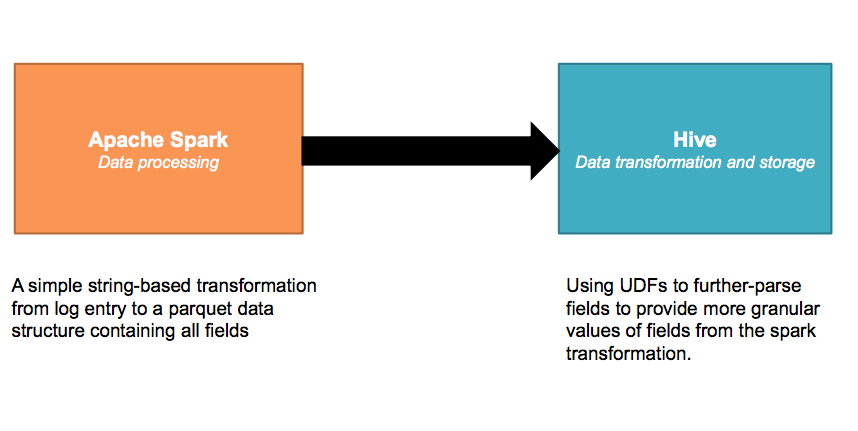 Apache Spark
Data processing
Hive
Data transformation and storage
A simple string-based transformation
from log entry to a parquet data
structure containing all fields
Using UDFs to further-parse
fields to provide more granular
values of fields from the spark
transformation.